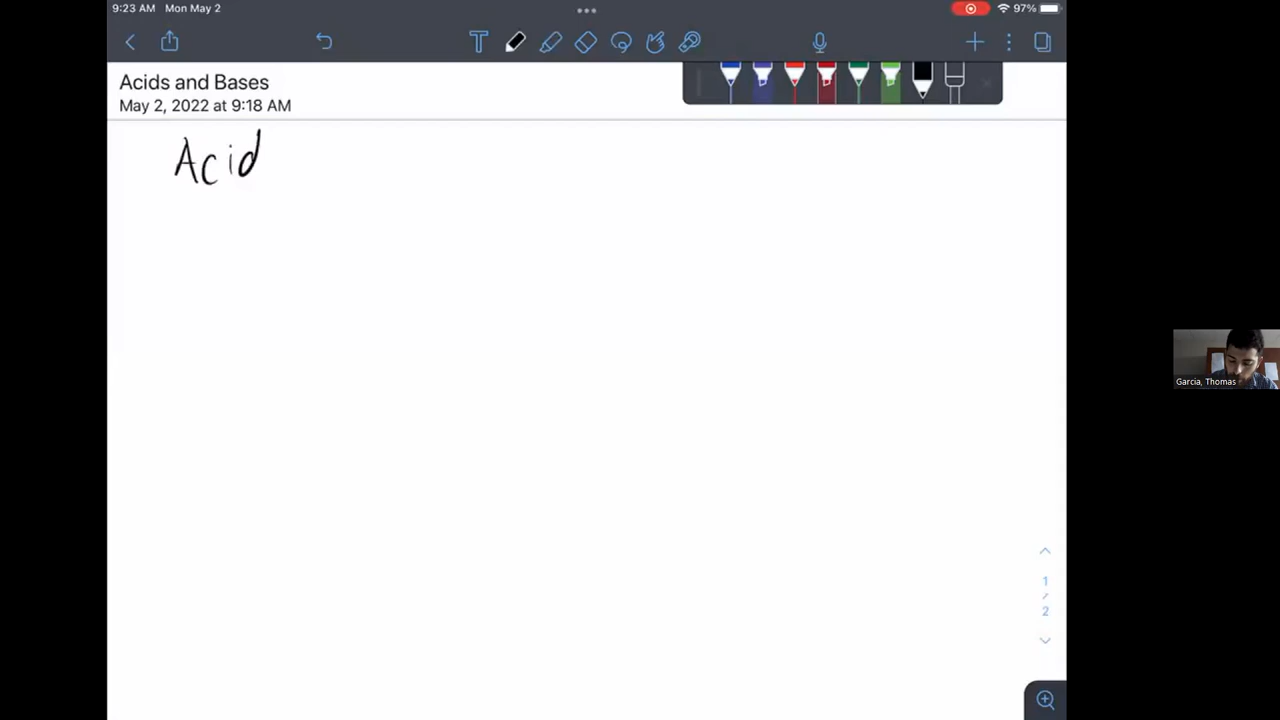 9:23 AM Mon May 2
97%
Acids and Bases
May 2, 2022 at 9:18 AM
Acid
Garcia, Thomas
1
2